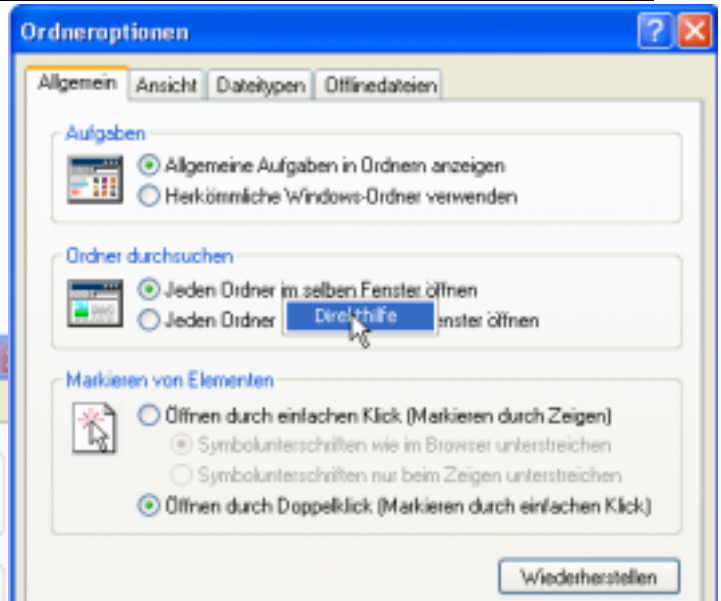 Ordneroptionen
Allgemein Ansicht Dateitypen Offlinedateien
Aufgaben
Allgemeine Aufgaben in Ordnern anzeigen
Herkömmliche Windows-Ordner verwenden
Ordner durchsuchen
Jeden Ordner im selben Fenster öffnen
Jeden Ordner Direkthilfe enster öffnen
Markieren von Elementen
Öffnen durch einfachen Klick (Markieren durch Zeigen)
Symbolunterschriften wie im Browser unterstreichen
Symbolunterschriften nur beim Zeigen unterstreichen
Öffnen durch Doppelklick (Markieren durch einfachen Klick)
Wiederherstellen